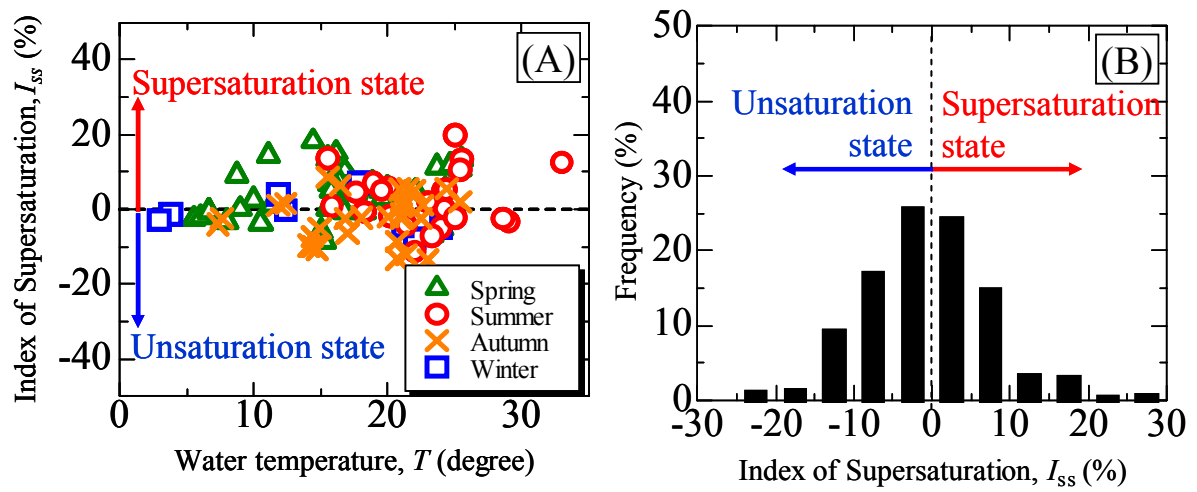 (A)
Index of Supersaturation, Iss (%)
40
20
0
-20
-40
Supersaturation state
Unsaturation state
Spring
Summer
Autumn
Winter
0
10
20
30
Water temperature, T (degree)
(B)
Frequency (%)
50
40
30
20
10
0
Unsaturation
state
Supersaturation
state
-30
-20
-10
0
10
20
30
Index of Supersaturation, Iss (%)